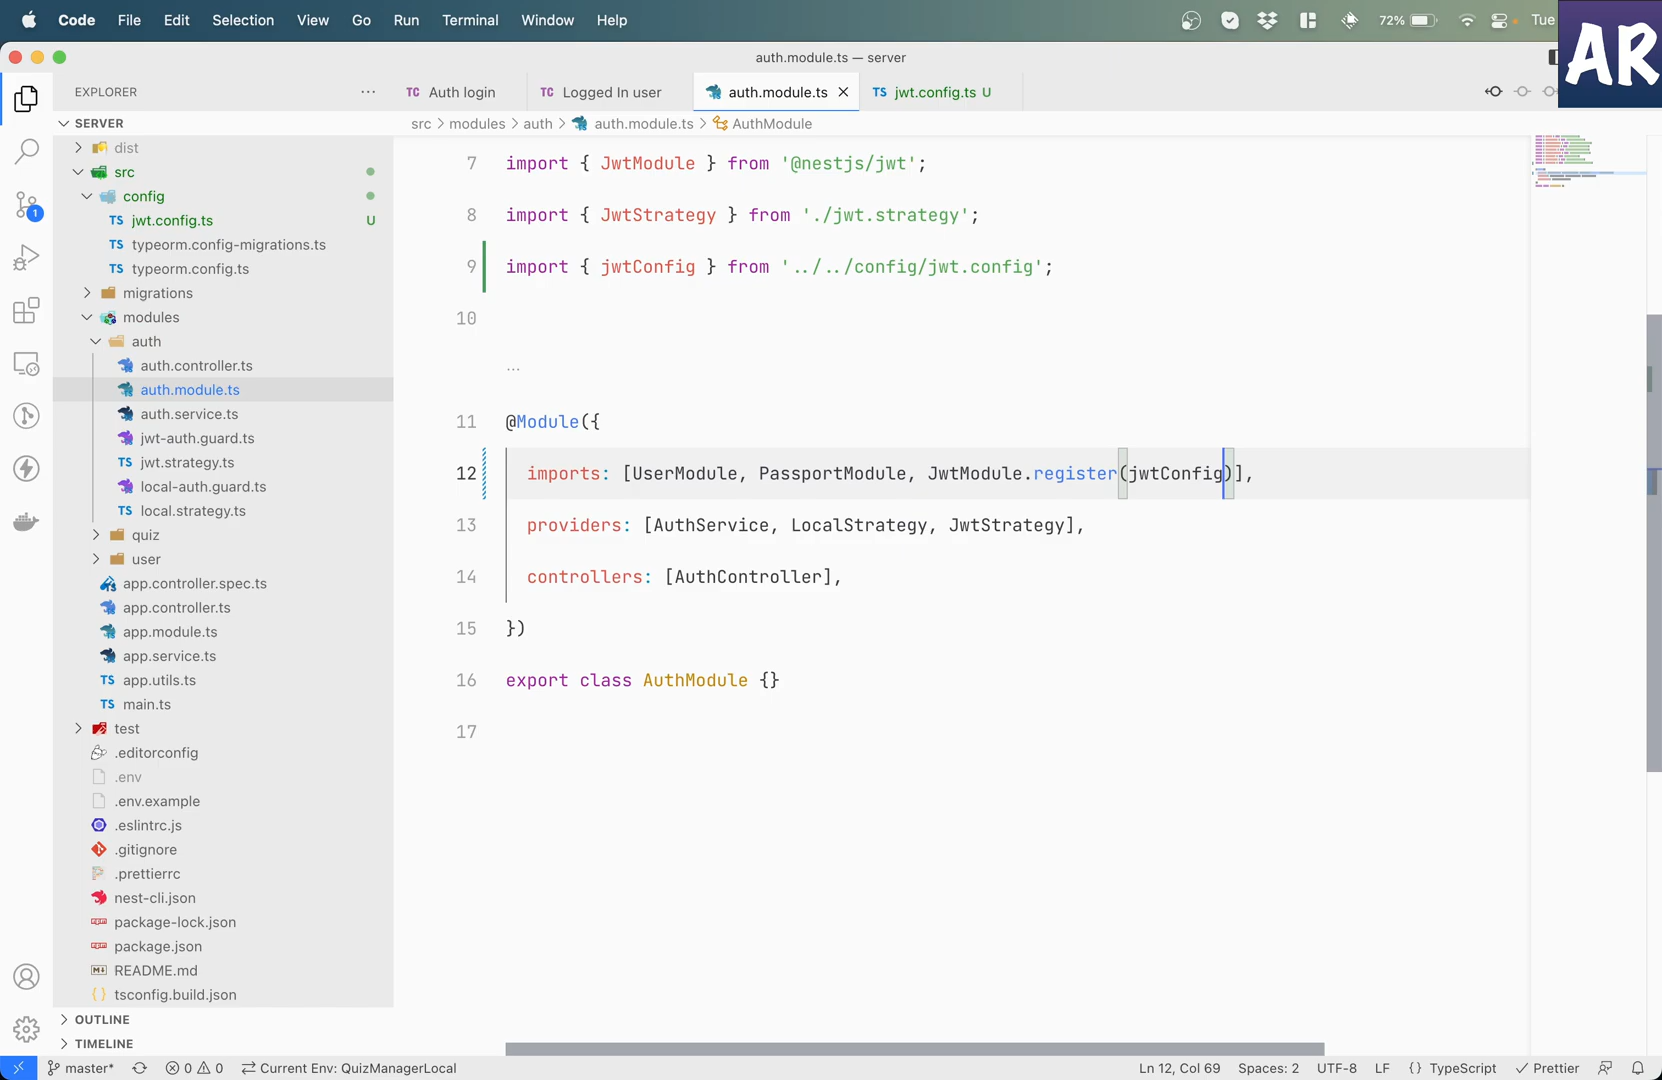 Code File Edit Selection View Go Run Terminal Window Help 72% Tue
AR
auth.module.ts — server
EXPLORER
Auth login
Logged In user
auth.module.ts
TS jwt.config.ts U
src > modules > auth > auth.module.ts > AuthModule
SERVER
dist
src
config
TS jwt.config.ts U
TS typeorm.config-migrations.ts
TS typeorm.config.ts
migrations
modules
auth
auth.controller.ts
auth.module.ts
auth.service.ts
jwt-auth.guard.ts
TS jwt.strategy.ts
local-auth.guard.ts
TS local.strategy.ts
quiz
user
app.controller.spec.ts
app.controller.ts
app.module.ts
app.service.ts
TS app.utils.ts
TS main.ts
test
.editorconfig
.env
.env.example
.eslintrc.js
.gitignore
.prettierrc
nest-cli.json
package-lock.json
package.json
README.md
tsconfig.build.json
OUTLINE
TIMELINE
7 import { JwtModule } from '@nestjs/jwt';
8 import { JwtStrategy } from './jwt.strategy';
9 import { jwtConfig } from '../../config/jwt.config';
10
...
11 @Module({
12 imports: [UserModule, PassportModule, JwtModule.register(jwtConfig)],
13 providers: [AuthService, LocalStrategy, JwtStrategy],
14 controllers: [AuthController],
15 })
16 export class AuthModule {}
17
master* 0 0 Current Env: QuizManagerLocal Ln 12, Col 69 Spaces: 2 UTF-8 LF {} TypeScript Prettier